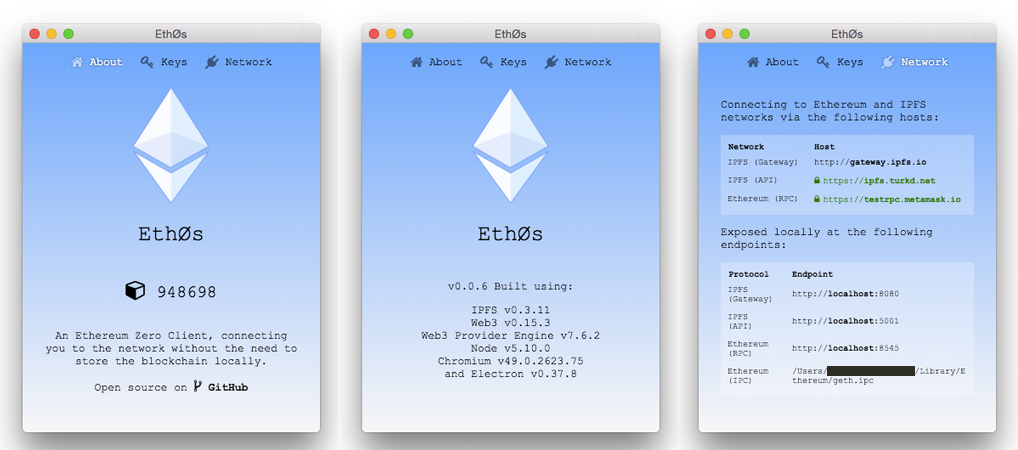 EthØs
About Keys Network
EthØs
948698
An Ethereum Zero Client, connecting
you to the network without the need to
store the blockchain locally.
Open source on GitHub
EthØs
About Keys Network
EthØs
v0.0.6 Built using:
IPFS v0.3.11
Web3 v0.15.3
Web3 Provider Engine v7.6.2
Node v5.10.0
Chromium v49.0.2623.75
and Electron v0.37.8
EthØs
About Keys Network
Connecting to Ethereum and IPFS
networks via the following hosts:
Network Host
IPFS (Gateway) http://gateway.ipfs.io
IPFS (API) https://ipfs.turkd.net
Ethereum (RPC) https://testrpc.metamask.io
Exposed locally at the following
endpoints:
Protocol Endpoint
IPFS
(Gateway) http://localhost:8080
IPFS
(API) http://localhost:5001
Ethereum
(RPC) http://localhost:8545
Ethereum
(IPC)
/Users/ /Library/E
thereum/geth.ipc